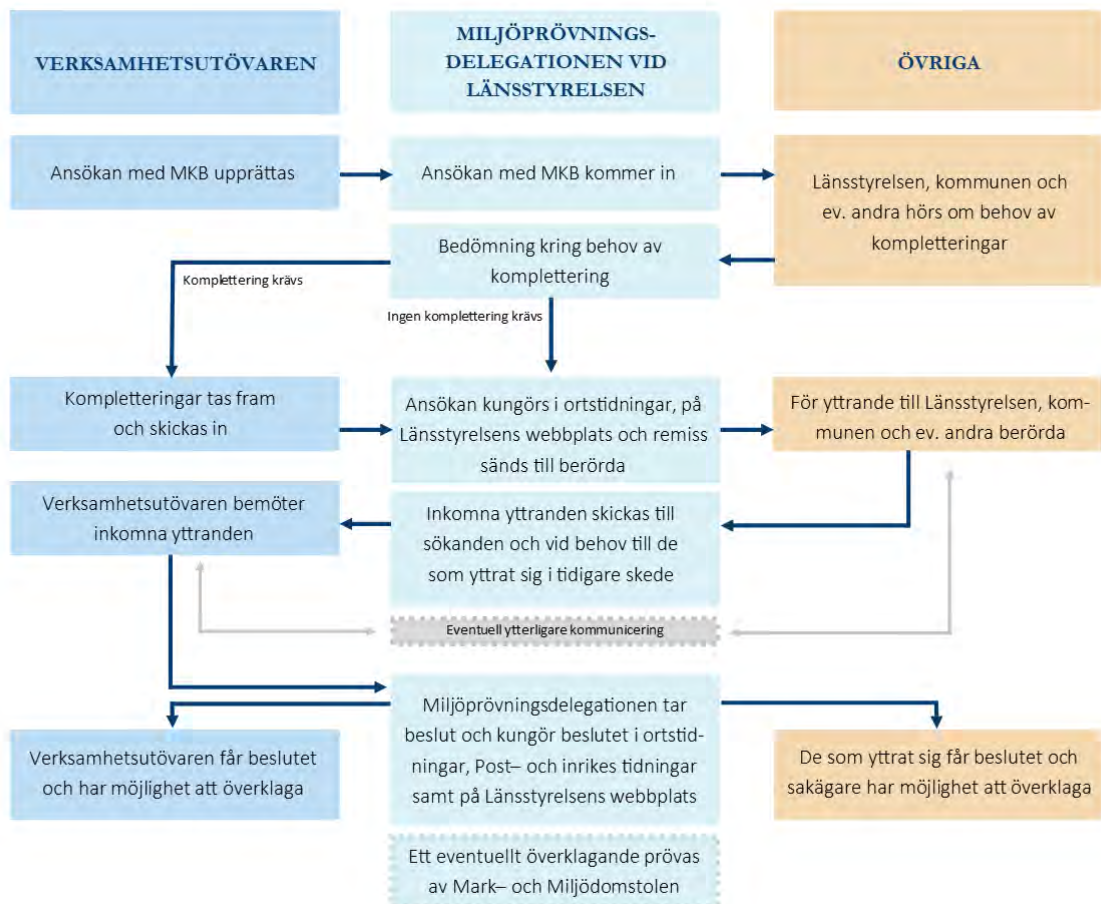 VERKSAMHETSUTÖVAREN
MILJÖPRÖVNINGS-
DELEGATIONEN VID
LÄNSSTYRELSEN
ÖVRIGA
Ansökan med MKB upprättas
Ansökan med MKB kommer in
Länsstyrelsen, kommunen och
ev. andra hörs om behov av
kompletteringar
Bedömning kring behov av
komplettering
Komplettering krävs
Ingen komplettering krävs
Kompletteringar tas fram
och skickas in
Ansökan kungörs i ortstidningar, på
Länsstyrelsens webbplats och remiss
sänds till berörda
För yttrande till Länsstyrelsen, kom-
munen och ev. andra berörda
Verksamhetsutövaren bemöter
inkomna yttranden
Inkomna yttranden skickas till
sökanden och vid behov till de
som yttrat sig i tidigare skede
Eventuell ytterligare kommunicering
Miljöprövningsdelegationen tar
beslut och kungör beslutet i ortstid-
ningar, Post– och inrikes tidningar
samt på Länsstyrelsens webbplats
Verksamhetsutövaren får beslutet
och har möjlighet att överklaga
De som yttrat sig får beslutet och
sakägare har möjlighet att överklaga
Ett eventuellt överklagande prövas
av Mark– och Miljödomstolen